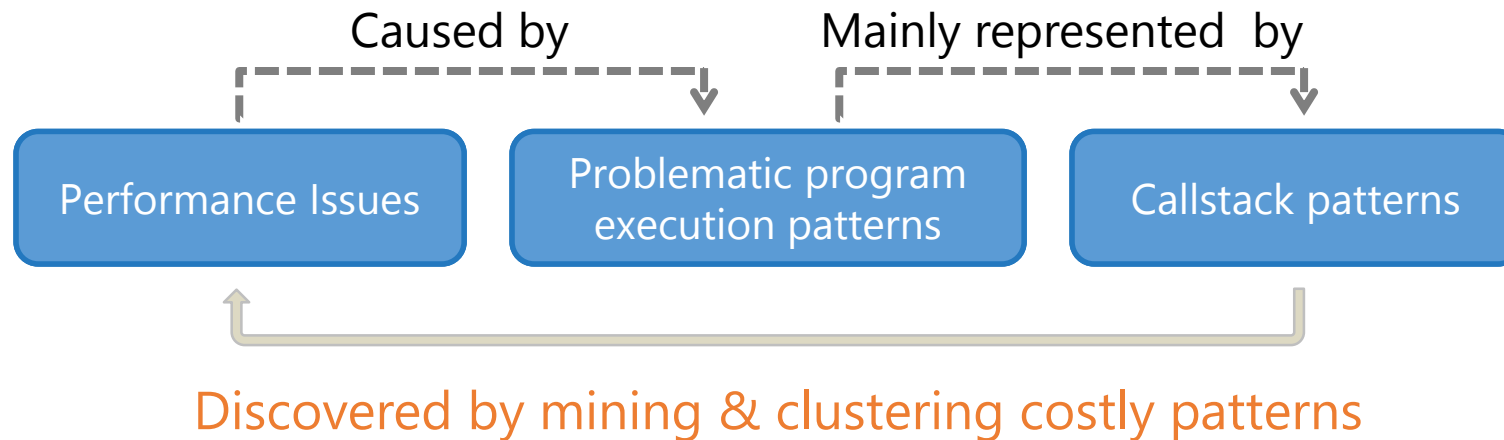 Caused by
Mainly represented by
Performance Issues
Problematic program
execution patterns
Callstack patterns
Discovered by mining & clustering costly patterns